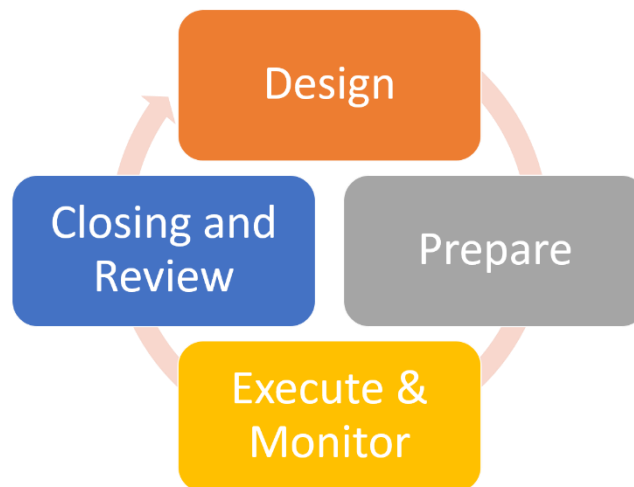 Design
Prepare
Execute &
Monitor
Closing and
Review